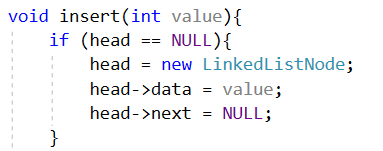 void insert(int value){
    if (head == NULL){
        head = new LinkedListNode;
        head->data = value;
        head->next = NULL;
    }